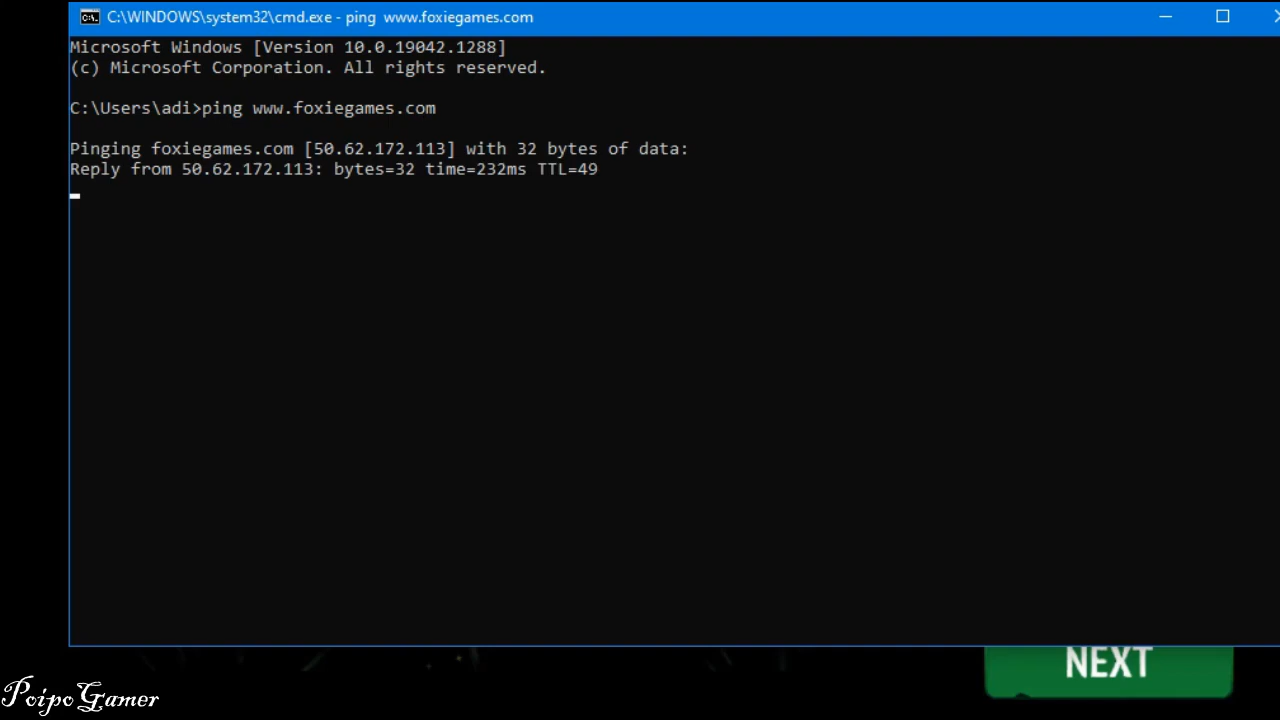 C:\WINDOWS\system32\cmd.exe - ping  www.foxiegames.com
Microsoft Windows [Version 10.0.19042.1288]
(c) Microsoft Corporation. All rights reserved.
C:\Users\adi>ping www.foxiegames.com
Pinging foxiegames.com [50.62.172.113] with 32 bytes of data:
Reply from 50.62.172.113: bytes=32 time=232ms TTL=49
NEXT
PoipoGamer